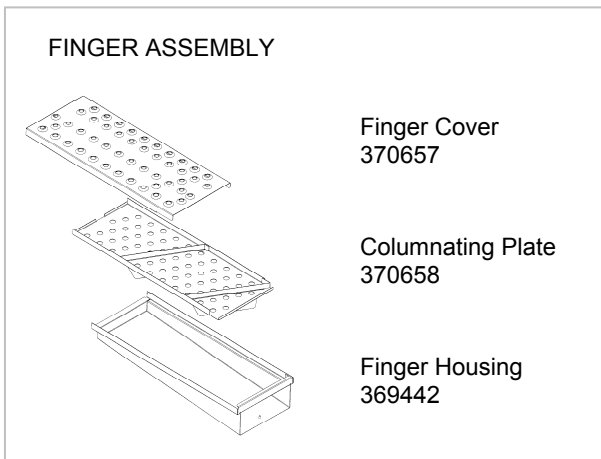 FINGER ASSEMBLY
Finger Cover
370657
Columnating Plate
370658
Finger Housing
369442